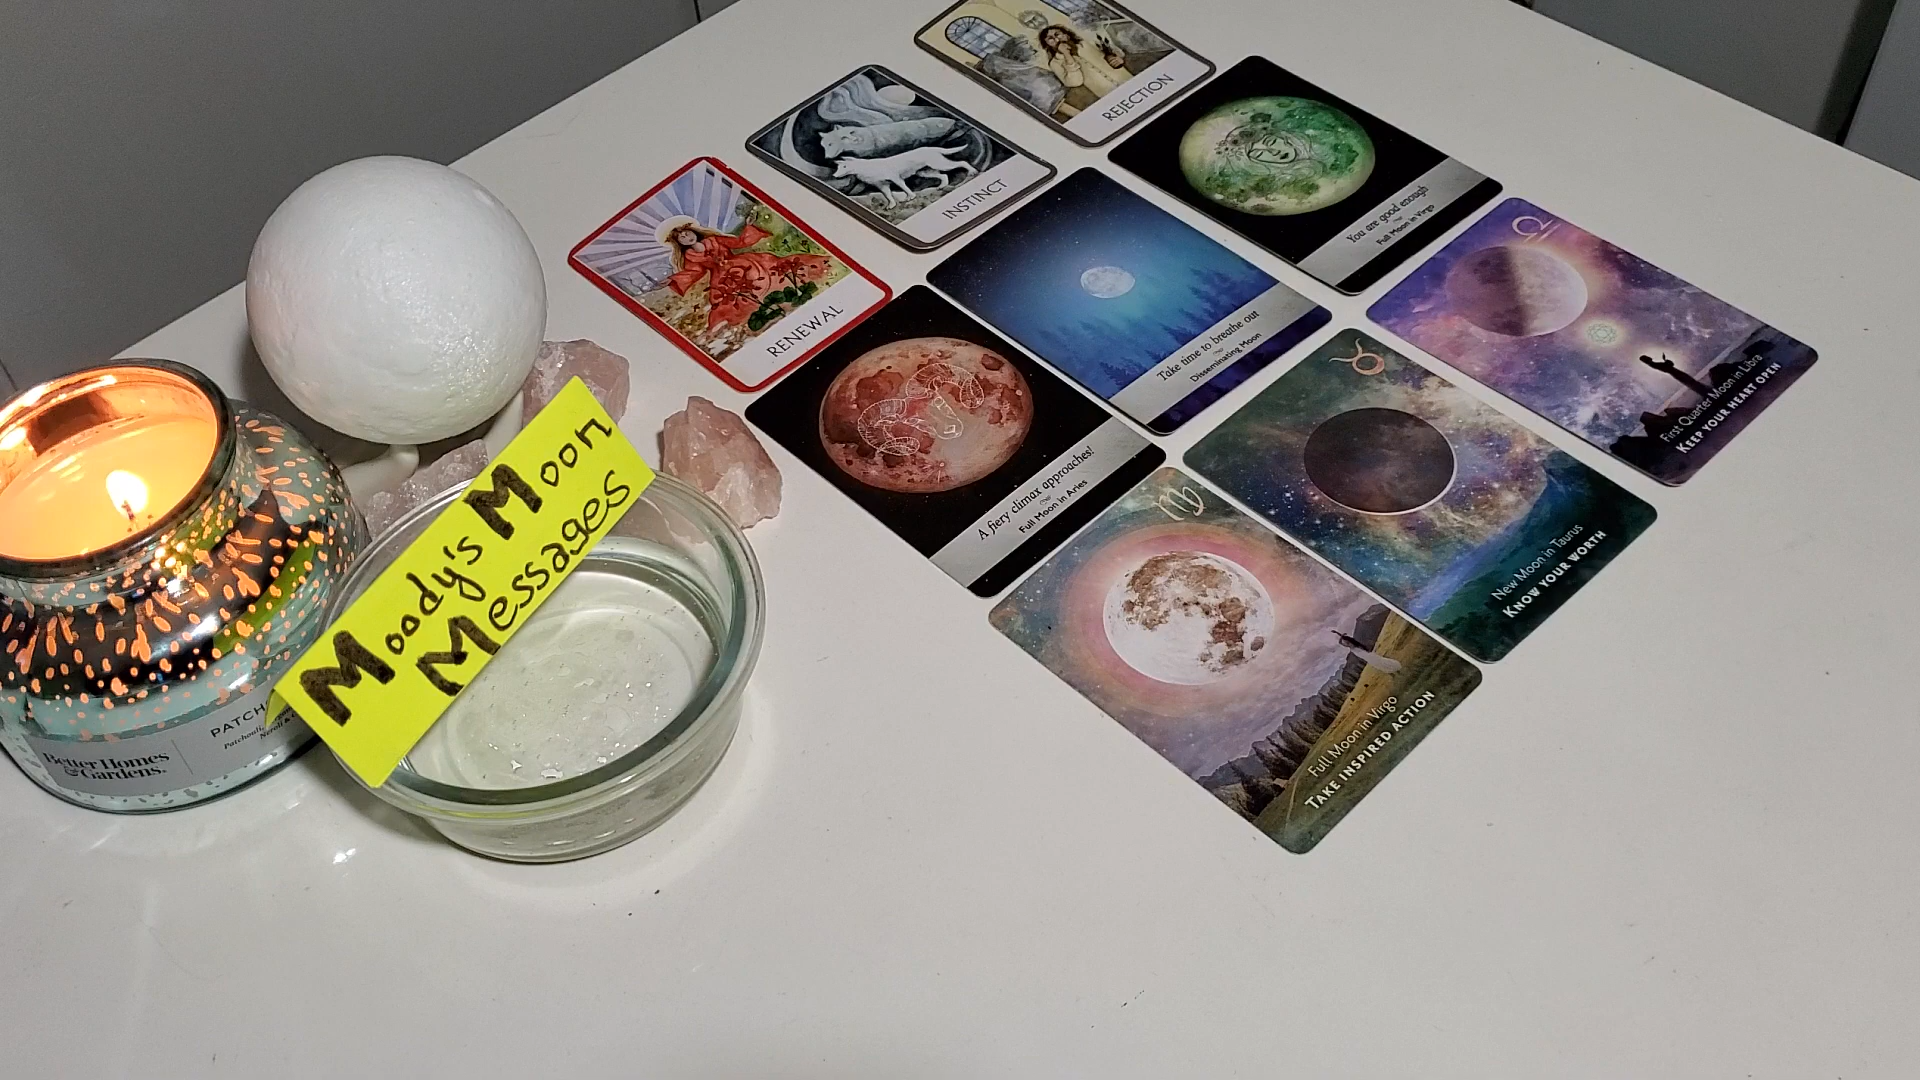 REJECTION
INSTINCT
RENEWAL
You are good enough
Full Moon in Virgo
Take time to breathe out
Disseminating Moon
A fiery climax approaches!
Full Moon in Aries
First Quarter Moon in Libra
KEEP YOUR HEART OPEN
New Moon in Taurus
KNOW YOUR WORTH
Full Moon in Virgo
TAKE INSPIRED ACTION
Moody's Moon
Messages
Better Homes
& Gardens.